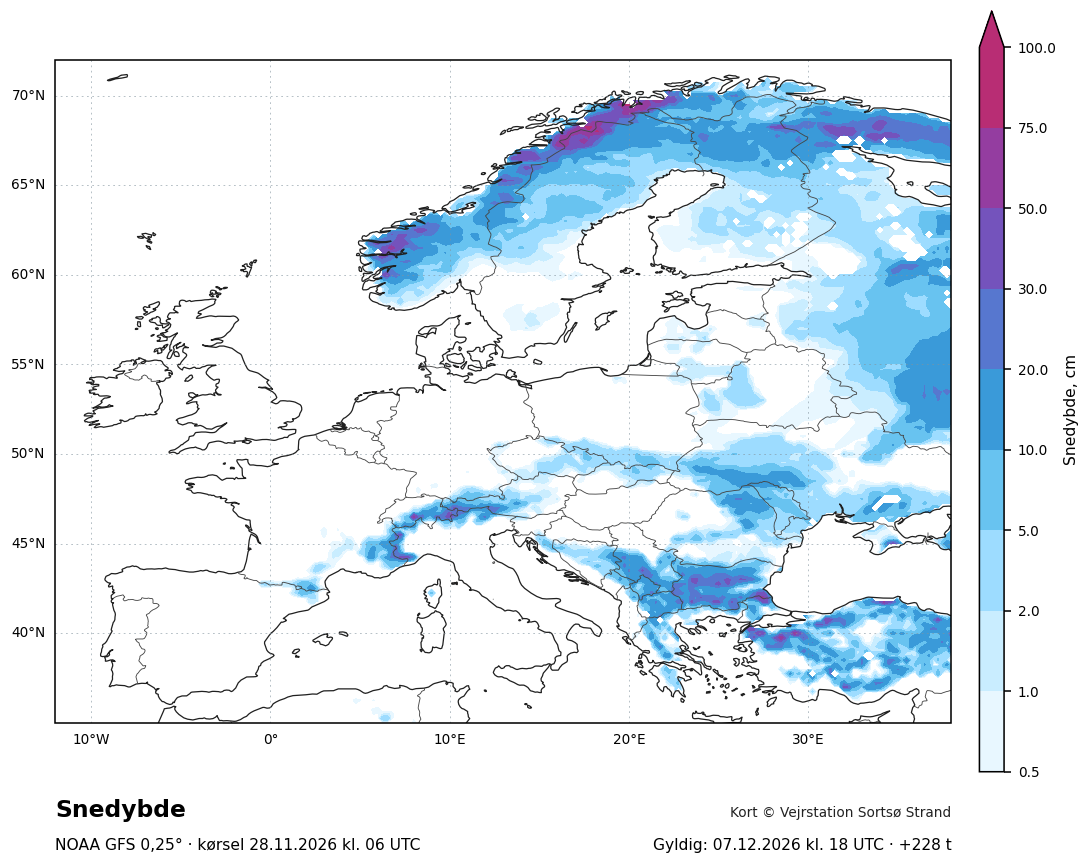 100.0
70°N
75.0
65°N
50.0
60°N
30.0
55°N
20.0
50°N
10.0
Snedybde, cm
45°N
5.0
40°N
2.0
1.0
10°W 0° 10°E 20°E 30°E
0.5
Snedybde
Kort © Vejrstation Sortsø Strand
NOAA GFS 0,25° · kørsel 28.11.2026 kl. 06 UTC
Gyldig: 07.12.2026 kl. 18 UTC · +228 t